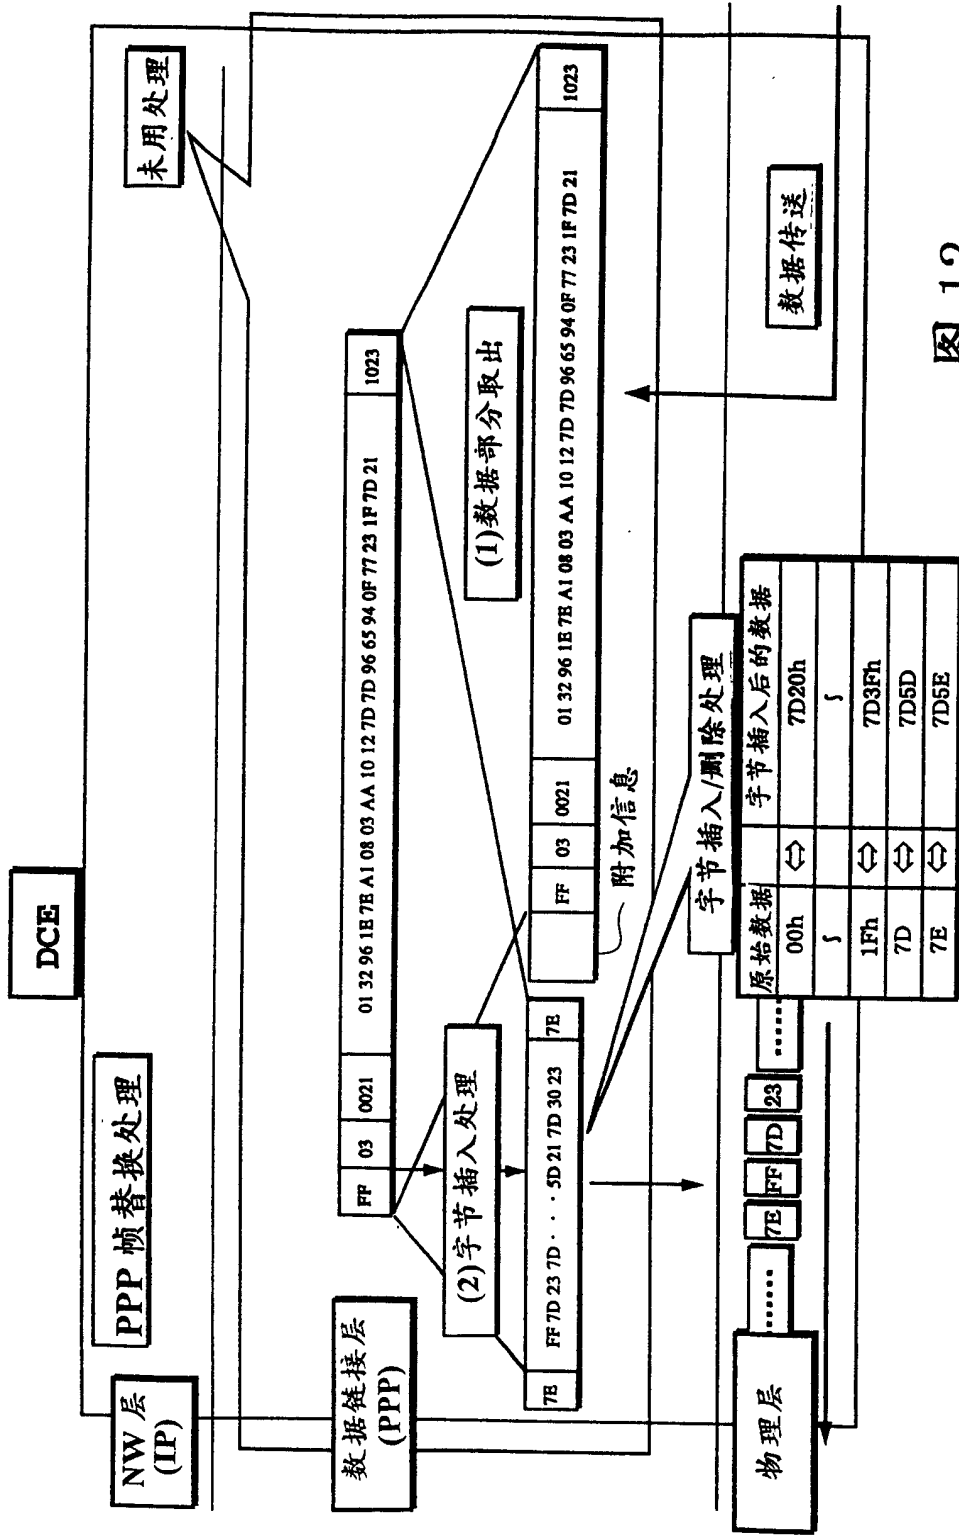 DCE
PPP 帧替换处理
未用处理
NW 层
(IP)
FF 03 0021 01 32 96 1E 7E A1 08 03 AA 10 12 7D 7D 96 65 94 0F 77 23 1F 7D 21 1023
数据链接层
(PPP)
(2)字节插入处理
(1)数据部分取出
7E FF 7D 23 7D · · · 5D 21 7D 30 23 7E
FF 03 0021 01 32 96 1E 7E A1 08 03 AA 10 12 7D 7D 96 65 94 0F 77 23 1F 7D 21 1023
附加信息
字节插入/删除处理
数据传送
物理层
...... 7E FF 7D 23 ......
原始数据 字节插入后的数据
00h ⇔ 7D20h
∫ ∫
1Fh ⇔ 7D3Fh
7D ⇔ 7D5D
7E ⇔ 7D5E
图 12